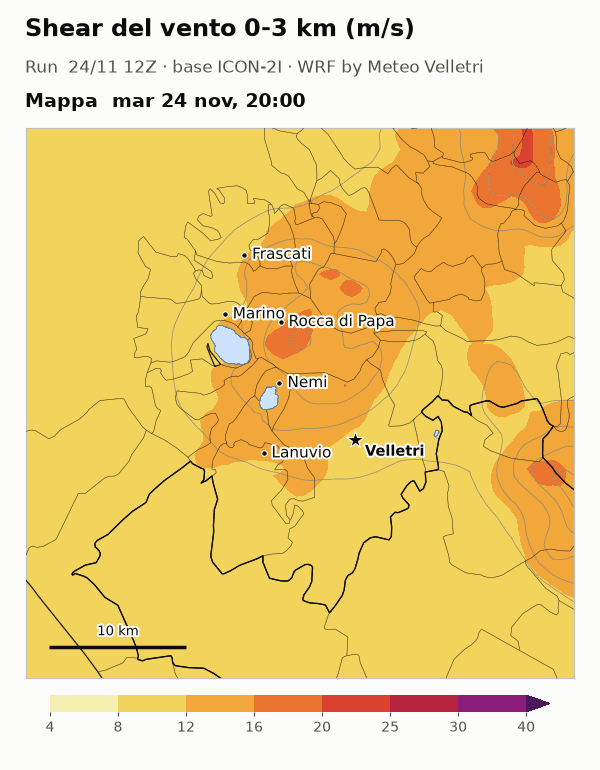 Shear del vento 0-3 km (m/s)
Run  24/11 12Z · base ICON-2I · WRF by Meteo Velletri
Mappa  mar 24 nov, 20:00
Frascati
Marino
Rocca di Papa
Nemi
Velletri
Lanuvio
10 km
4 8 12 16 20 25 30 40